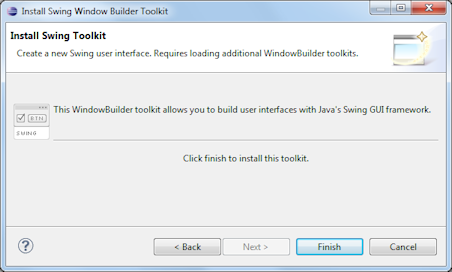 Install Swing Window Builder Toolkit
Install Swing Toolkit
Create a new Swing user interface. Requires loading additional WindowBuilder toolkits.
This WindowBuilder toolkit allows you to build user interfaces with Java's Swing GUI framework.
BTN
SWING
Click finish to install this toolkit.
?
< Back
Next >
Finish
Cancel